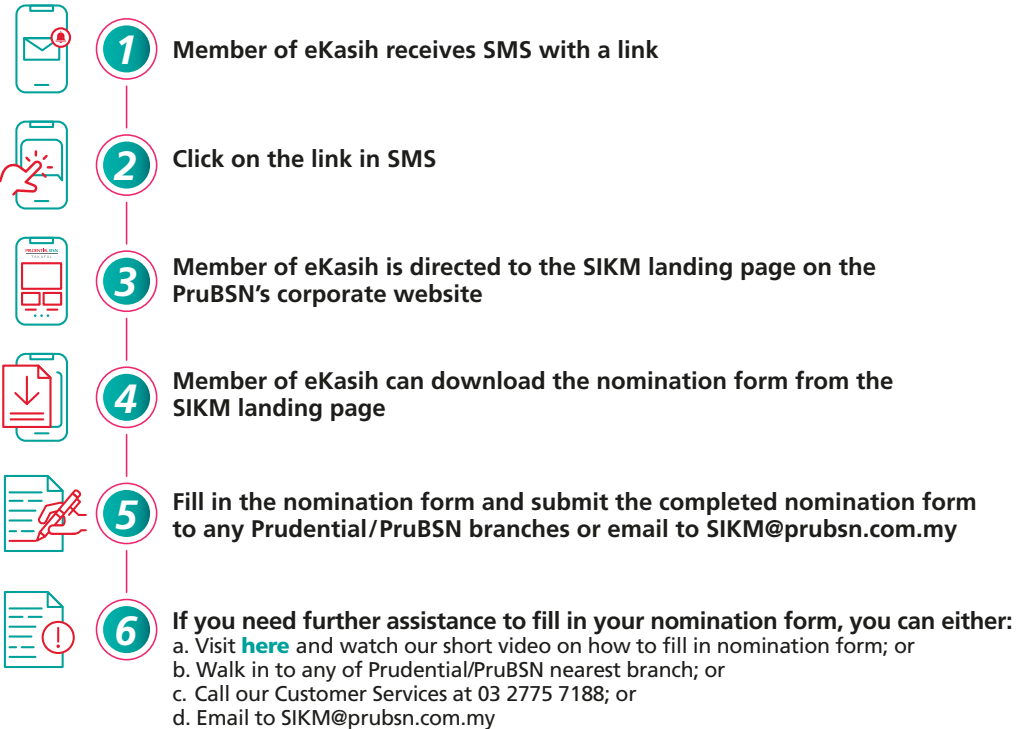 1
Member of eKasih receives SMS with a link
2
Click on the link in SMS
PRUDENTIAL BSN
TAKAFUL
3
Member of eKasih is directed to the SIKM landing page on the
PruBSN's corporate website
4
Member of eKasih can download the nomination form from the
SIKM landing page
5
Fill in the nomination form and submit the completed nomination form
to any Prudential/PruBSN branches or email to SIKM@prubsn.com.my
6
If you need further assistance to fill in your nomination form, you can either:
a. Visit here and watch our short video on how to fill in nomination form; or
b. Walk in to any of Prudential/PruBSN nearest branch; or
c. Call our Customer Services at 03 2775 7188; or
d. Email to SIKM@prubsn.com.my